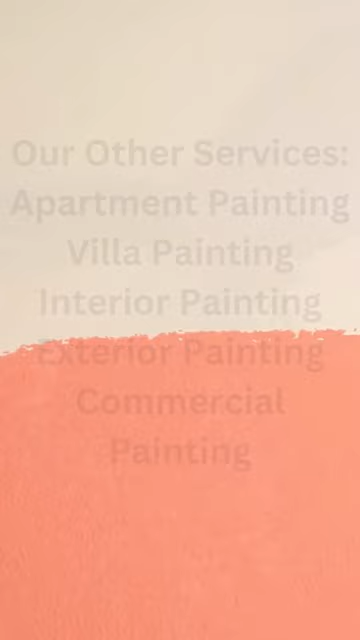 Our Other Services:
Apartment Painting
Villa Painting
Interior Painting
Exterior Painting
Commercial
Painting